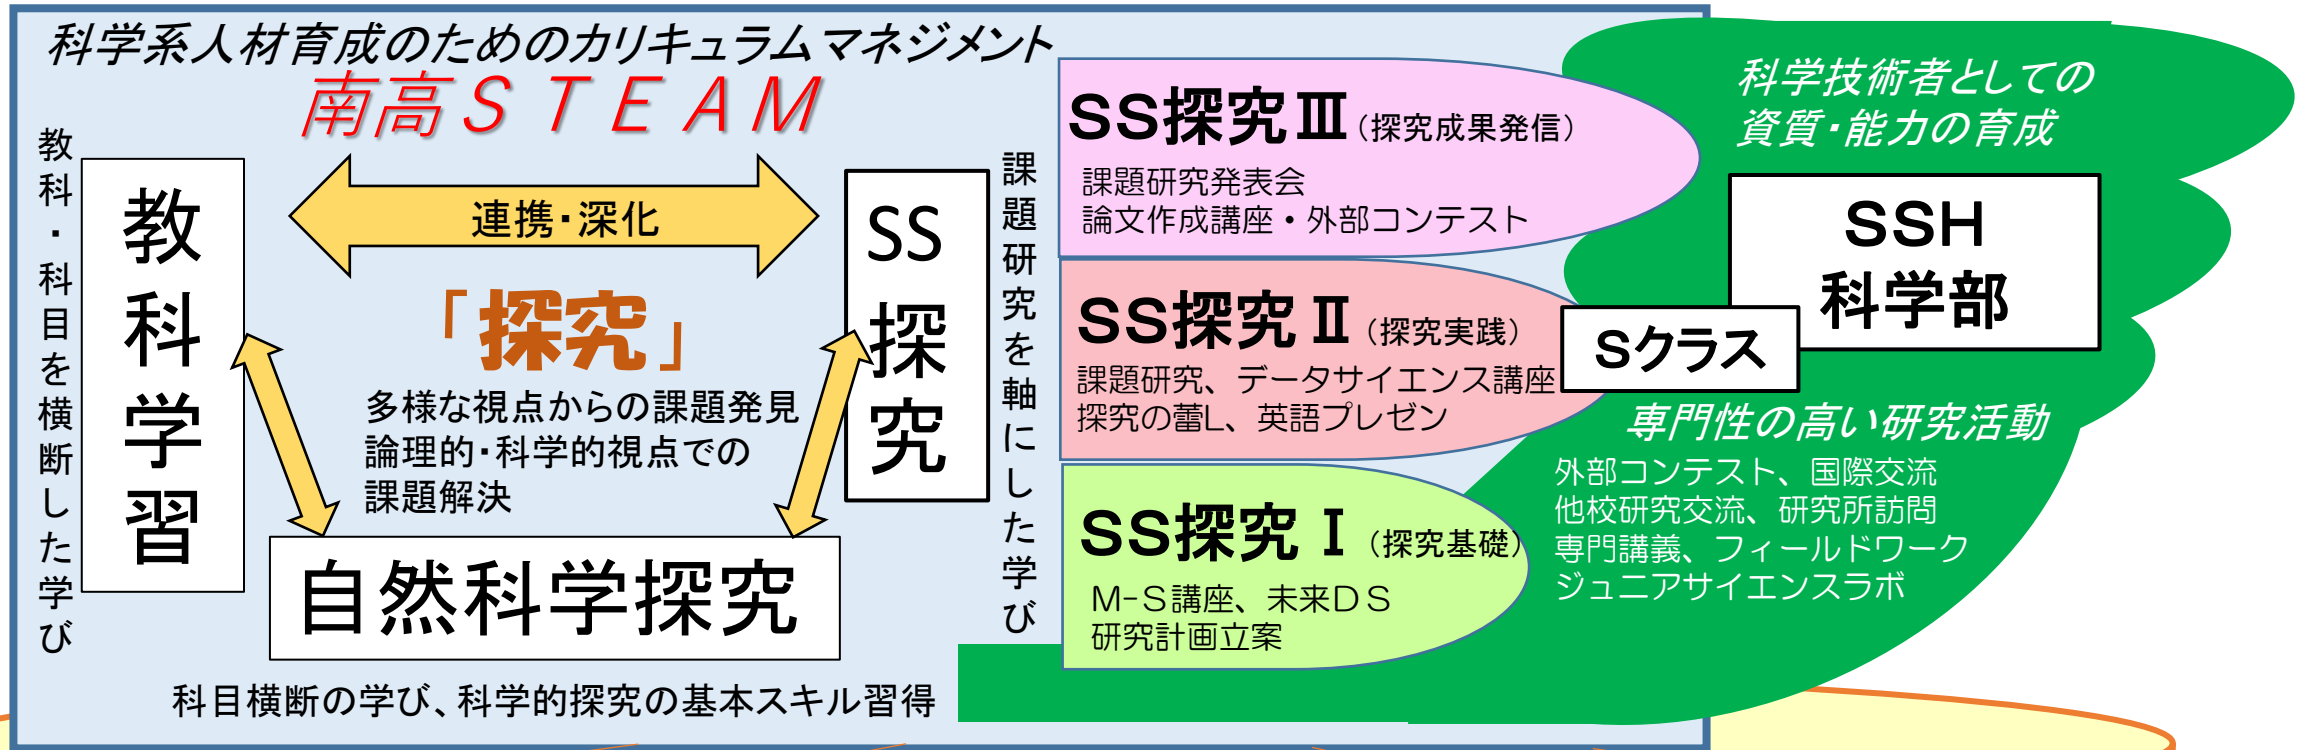 科学系人材育成のためのカリキュラムマネジメント
南高ＳＴＥＡＭ
教科・科目を横断した学び
教科学習
連携・深化
「探究」
多様な視点からの課題発見
論理的・科学的視点での
課題解決
SS探究
課題研究を軸にした学び
自然科学探究
科目横断の学び、科学的探究の基本スキル習得
SS探究Ⅲ（探究成果発信）
課題研究発表会
論文作成講座・外部コンテスト
SS探究Ⅱ（探究実践）
課題研究、データサイエンス講座
探究の蕾L、英語プレゼン
SS探究Ⅰ（探究基礎）
M-S講座、未来DS
研究計画立案
科学技術者としての
資質・能力の育成
SSH
科学部
Sクラス
専門性の高い研究活動
外部コンテスト、国際交流
他校研究交流、研究所訪問
専門講義、フィールドワーク
ジュニアサイエンスラボ